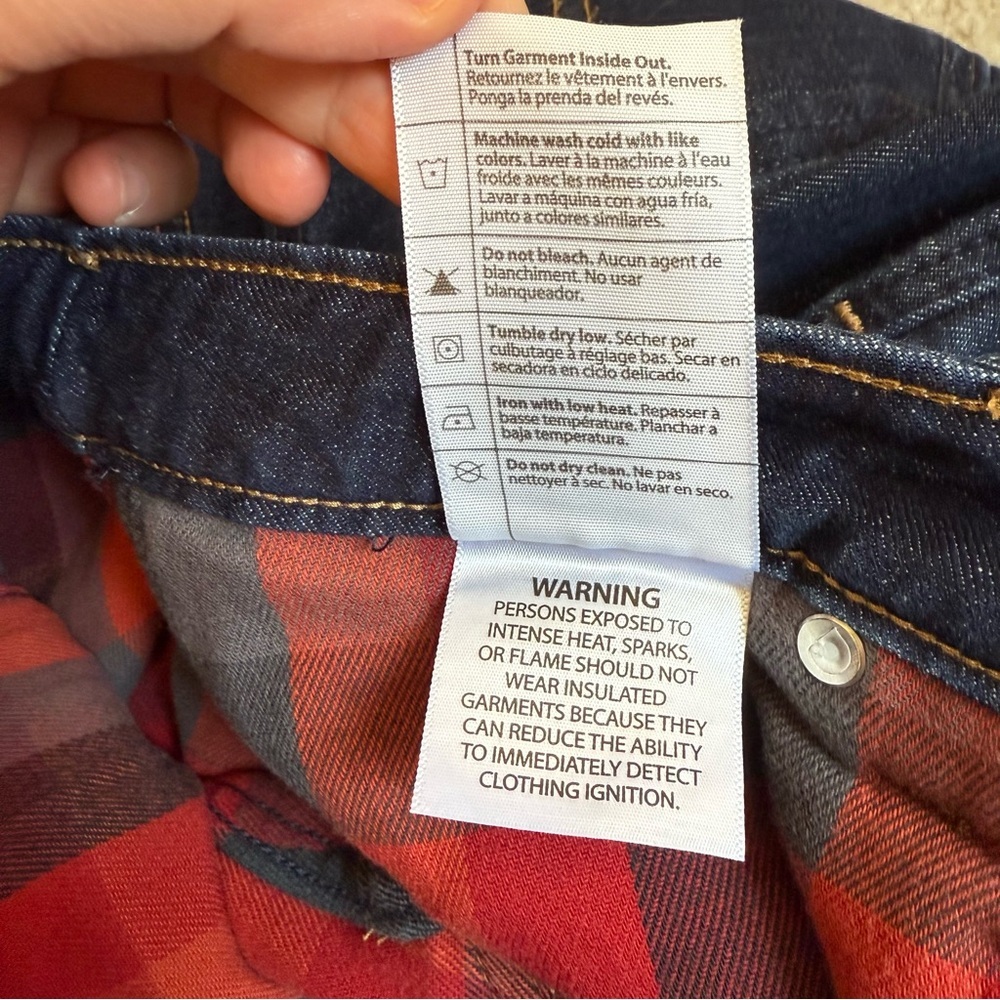 Turn Garment Inside Out.
Retournez le vêtement à l'envers.
Ponga la prenda del revés.
Machine wash cold with like
colors. Laver à la machine à l'eau
froide avec les mêmes couleurs.
Lavar a máquina con agua fría,
junto a colores similares.
Do not bleach. Aucun agent de
blanchiment. No usar
blanqueador.
Tumble dry low. Sécher par
culbutage à réglage bas. Secar en
secadora en ciclo delicado.
Iron with low heat. Repasser à
basse température. Planchar a
baja temperatura.
Do not dry clean. Ne pas
nettoyer à sec. No lavar en seco.
WARNING
PERSONS EXPOSED TO
INTENSE HEAT, SPARKS,
OR FLAME SHOULD NOT
WEAR INSULATED
GARMENTS BECAUSE THEY
CAN REDUCE THE ABILITY
TO IMMEDIATELY DETECT
CLOTHING IGNITION.